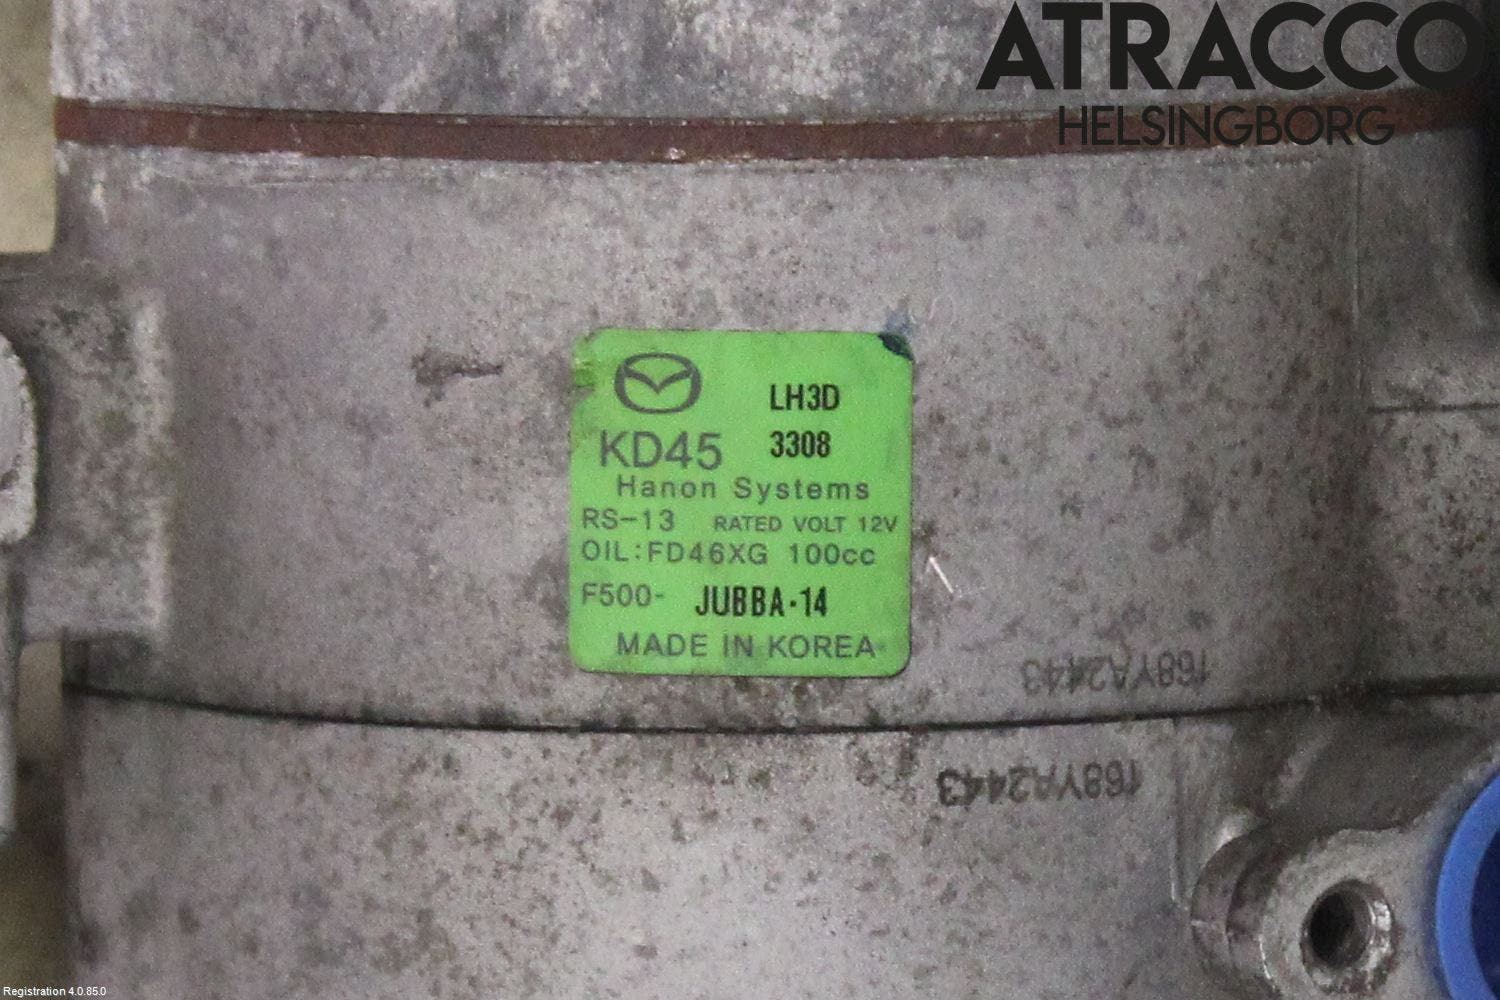 ATRACCO
HELSINGBORG
LH3D
KD45 3308
Hanon Systems
RS-13 RATED VOLT 12V
OIL:FD46XG 100cc
F500- JUBBA·14
MADE IN KOREA
168YA2443
168YA2443
Registration 4.0.85.0